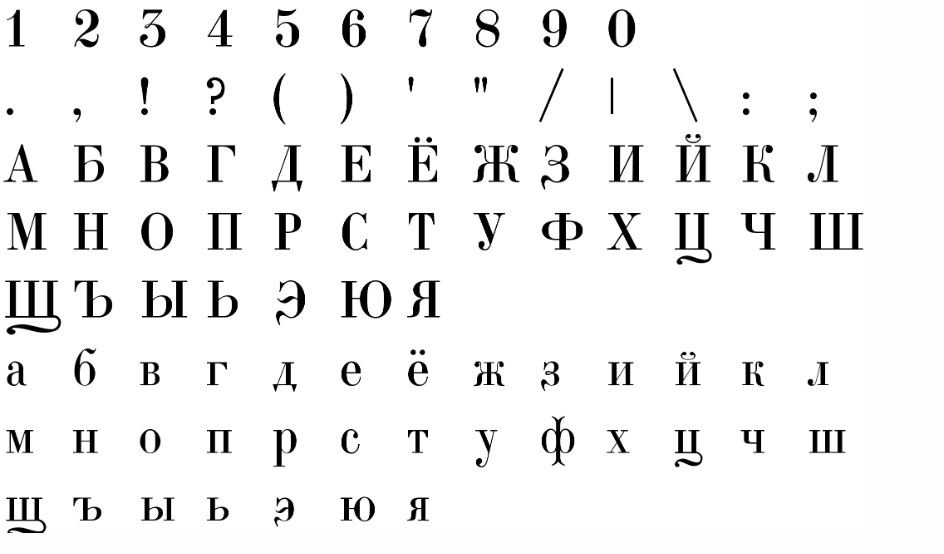 1 2 3 4 5 6 7 8 9 0
. , ! ? ( ) ' " / | \ : ;
А Б В Г Д Е Ё Ж З И Й К Л
М Н О П Р С Т У Ф Х Ц Ч Ш
Щ Ъ Ы Ь Э Ю Я
а б в г д е ё ж з и й к л
м н о п р с т у ф х ц ч ш
щ ъ ы ь э ю я